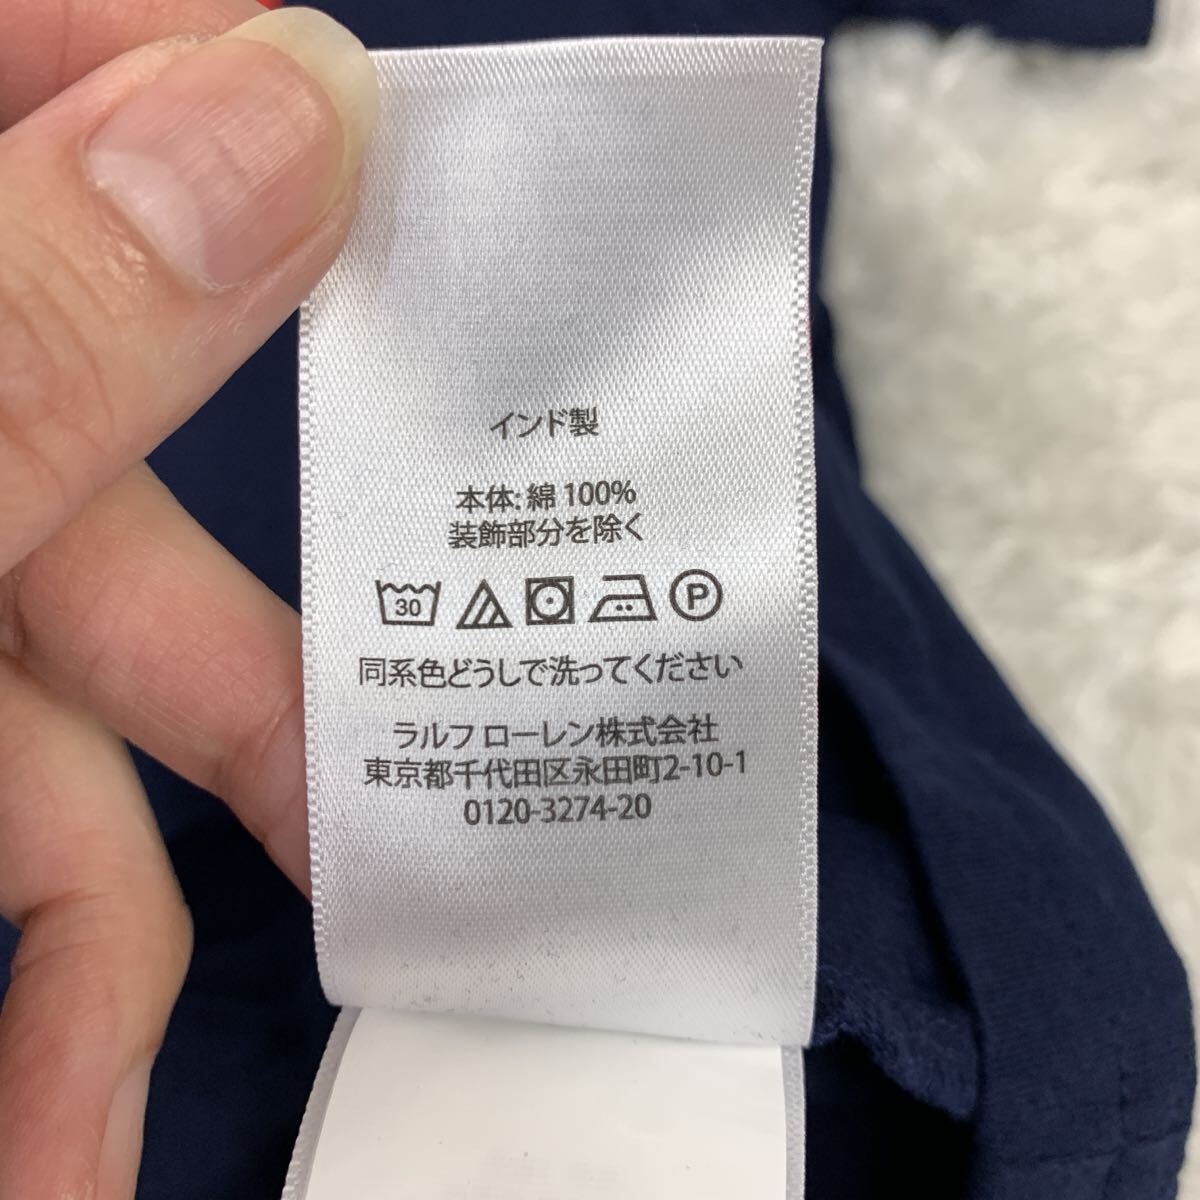 インド製
本体: 綿 100%
装飾部分を除く
30 P
同系色どうしで洗ってください
ラルフ ローレン株式会社
東京都千代田区永田町2-10-1
0120-3274-20